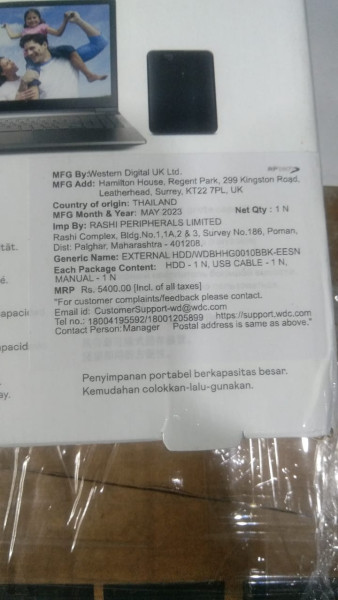 MFG By:Western Digital UK Ltd.
MFG Add: Hamilton House, Regent Park, 299 Kingston Road,
Leatherhead, Surrey, KT22 7PL, UK
Country of origin: THAILAND
MFG Month & Year: MAY 2023 Net Qty : 1 N
Imp By: RASHI PERIPHERALS LIMITED
Rashi Complex, Bldg.No.1,1A,2 & 3, Survey No.186, Poman,
Dist: Palghar, Maharashtra - 401208.
Generic Name: EXTERNAL HDD/WDBHHG0010BBK-EESN
Each Package Content: HDD - 1 N, USB CABLE - 1 N,
MANUAL - 1 N
MRP Rs. 5400.00 [Incl. of all taxes]
"For customer complaints/feedback please contact.
Email id: CustomerSupport-wd@wdc.com
Tel no.: 18004195592/18001205899 https://support.wdc.com
Contact Person:Manager Postal address is same as above."
Penyimpanan portabel berkapasitas besar.
Kemudahan colokkan-lalu-gunakan.